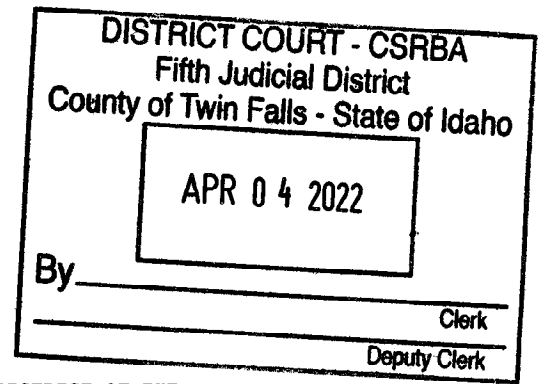 DISTRICT COURT - CSRBA
Fifth Judicial District
County of Twin Falls - State of Idaho
APR 04 2022
By
Clerk
Deputy Clerk